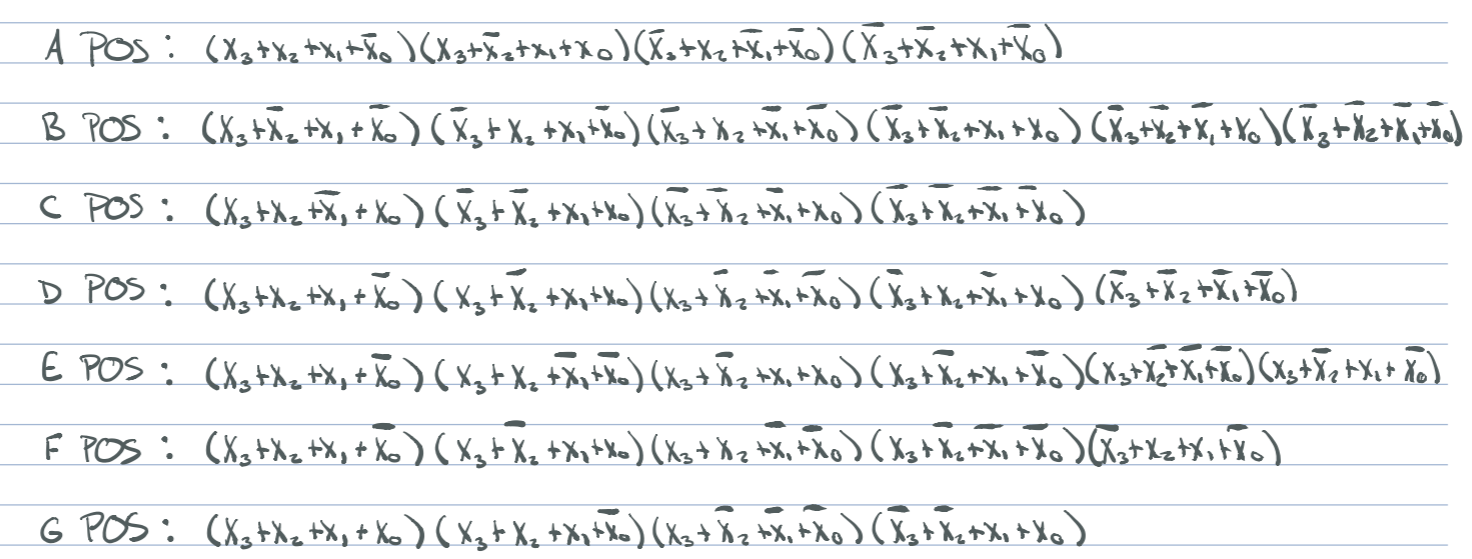 A POS: (X₃+X₂+X₁+X̄₀)(X₃+X̄₂+X₁+X₀)(X̄₃+X₂+X̄₁+X̄₀)(X̄₃+X̄₂+X₁+X̄₀)
B POS: (X₃+X̄₂+X₁+X̄₀)(X̄₃+X₂+X₁+X̄₀)(X̄₃+X₂+X̄₁+X̄₀)(X̄₃+X̄₂+X₁+X₀)(X̄₃+X̄₂+X̄₁+X₀)(X̄₃+X̄₂+X̄₁+X̄₀)
C POS: (X₃+X₂+X̄₁+X₀)(X̄₃+X̄₂+X₁+X₀)(X̄₃+X̄₂+X̄₁+X₀)(X̄₃+X̄₂+X̄₁+X̄₀)
D POS: (X₃+X₂+X₁+X̄₀)(X₃+X̄₂+X₁+X₀)(X₃+X̄₂+X̄₁+X̄₀)(X̄₃+X₂+X̄₁+X₀)(X̄₃+X̄₂+X̄₁+X̄₀)
E POS: (X₃+X₂+X₁+X̄₀)(X₃+X₂+X̄₁+X̄₀)(X₃+X̄₂+X₁+X₀)(X₃+X̄₂+X₁+X̄₀)(X₃+X̄₂+X̄₁+X̄₀)(X₃+X̄₂+X₁+X̄₀)
F POS: (X₃+X₂+X₁+X̄₀)(X₃+X̄₂+X₁+X₀)(X₃+X₂+X̄₁+X̄₀)(X₃+X̄₂+X̄₁+X̄₀)(X̄₃+X₂+X₁+X̄₀)
G POS: (X₃+X₂+X₁+X₀)(X₃+X₂+X₁+X̄₀)(X₃+X̄₂+X̄₁+X̄₀)(X̄₃+X̄₂+X₁+X₀)